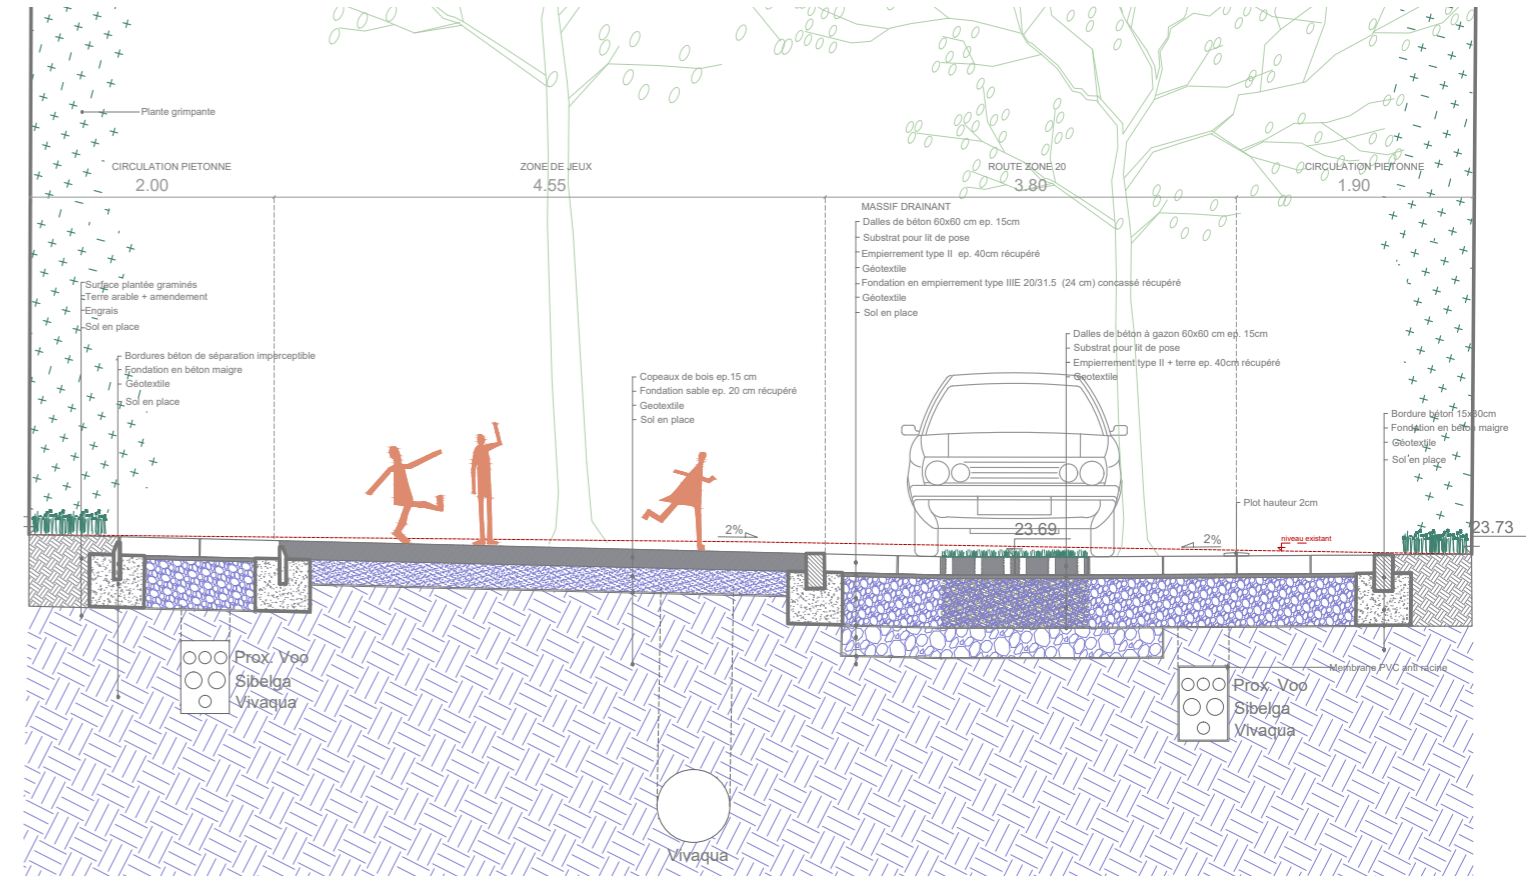 Plante grimpante
CIRCULATION PIETONNE
2.00
ZONE DE JEUX
4.55
ROUTE ZONE 20
3.80
CIRCULATION PIETONNE
1.90
MASSIF DRAINANT
Dalles de béton 60x60 cm ep. 15cm
Substrat pour lit de pose
Empierrement type II ep. 40cm récupéré
Géotextile
Fondation en empierrement type IIIE 20/31.5 (24 cm) concassé récupéré
Géotextile
Sol en place
Surface plantée graminés
Terre arable + amendement
Engrais
Sol en place
Bordures béton de séparation imperceptible
Fondation en béton maigre
Géotextile
Sol en place
Copeaux de bois ep.15 cm
Fondation sable ep. 20 cm récupéré
Geotextile
Sol en place
Dalles de béton à gazon 60x60 cm ep. 15cm
Substrat pour lit de pose
Empierrement type II + terre ep. 40cm récupéré
Geotextile
Bordure béton 15x30cm
Fondation en béton maigre
Géotextile
Sol en place
Plot hauteur 2cm
2%
23.69
2%
niveau existant
23.73
Prox. Voo
Sibelga
Vivaqua
Membrane PVC anti racine
Prox. Voo
Sibelga
Vivaqua
Vivaqua